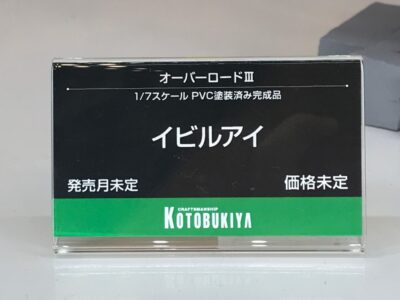 オーバーロードⅢ
1/7スケール PVC塗装済み完成品
イビルアイ
発売月未定 価格未定
CRAFTSMANSHIP
KOTOBUKIYA